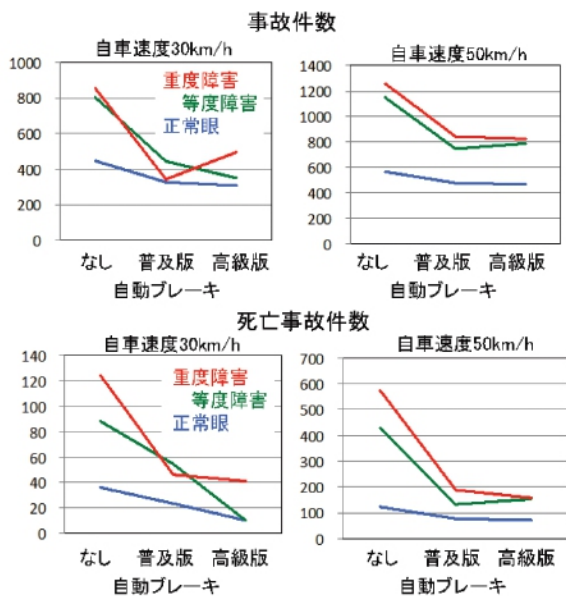 事故件数
自車速度30km/h
1000
800
600
400
200
0
重度障害
等度障害
正常眼
なし 普及版 高級版
自動ブレーキ
自車速度50km/h
1400
1200
1000
800
600
400
200
0
なし 普及版 高級版
自動ブレーキ
死亡事故件数
自車速度30km/h
140
120
100
80
60
40
20
0
重度障害
等度障害
正常眼
なし 普及版 高級版
自動ブレーキ
自車速度50km/h
700
600
500
400
300
200
100
0
なし 普及版 高級版
自動ブレーキ